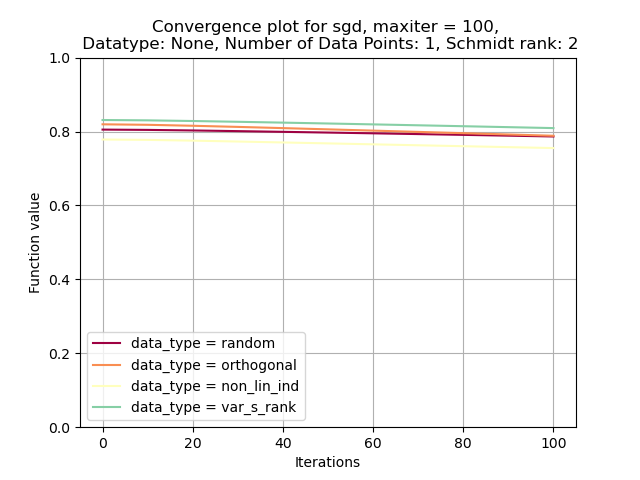 Convergence plot for sgd, maxiter = 100,
Datatype: None, Number of Data Points: 1, Schmidt rank: 2
1.0
0.8
0.6
0.4
0.2
0.0
Function value
data_type = random
data_type = orthogonal
data_type = non_lin_ind
data_type = var_s_rank
0 20 40 60 80 100
Iterations